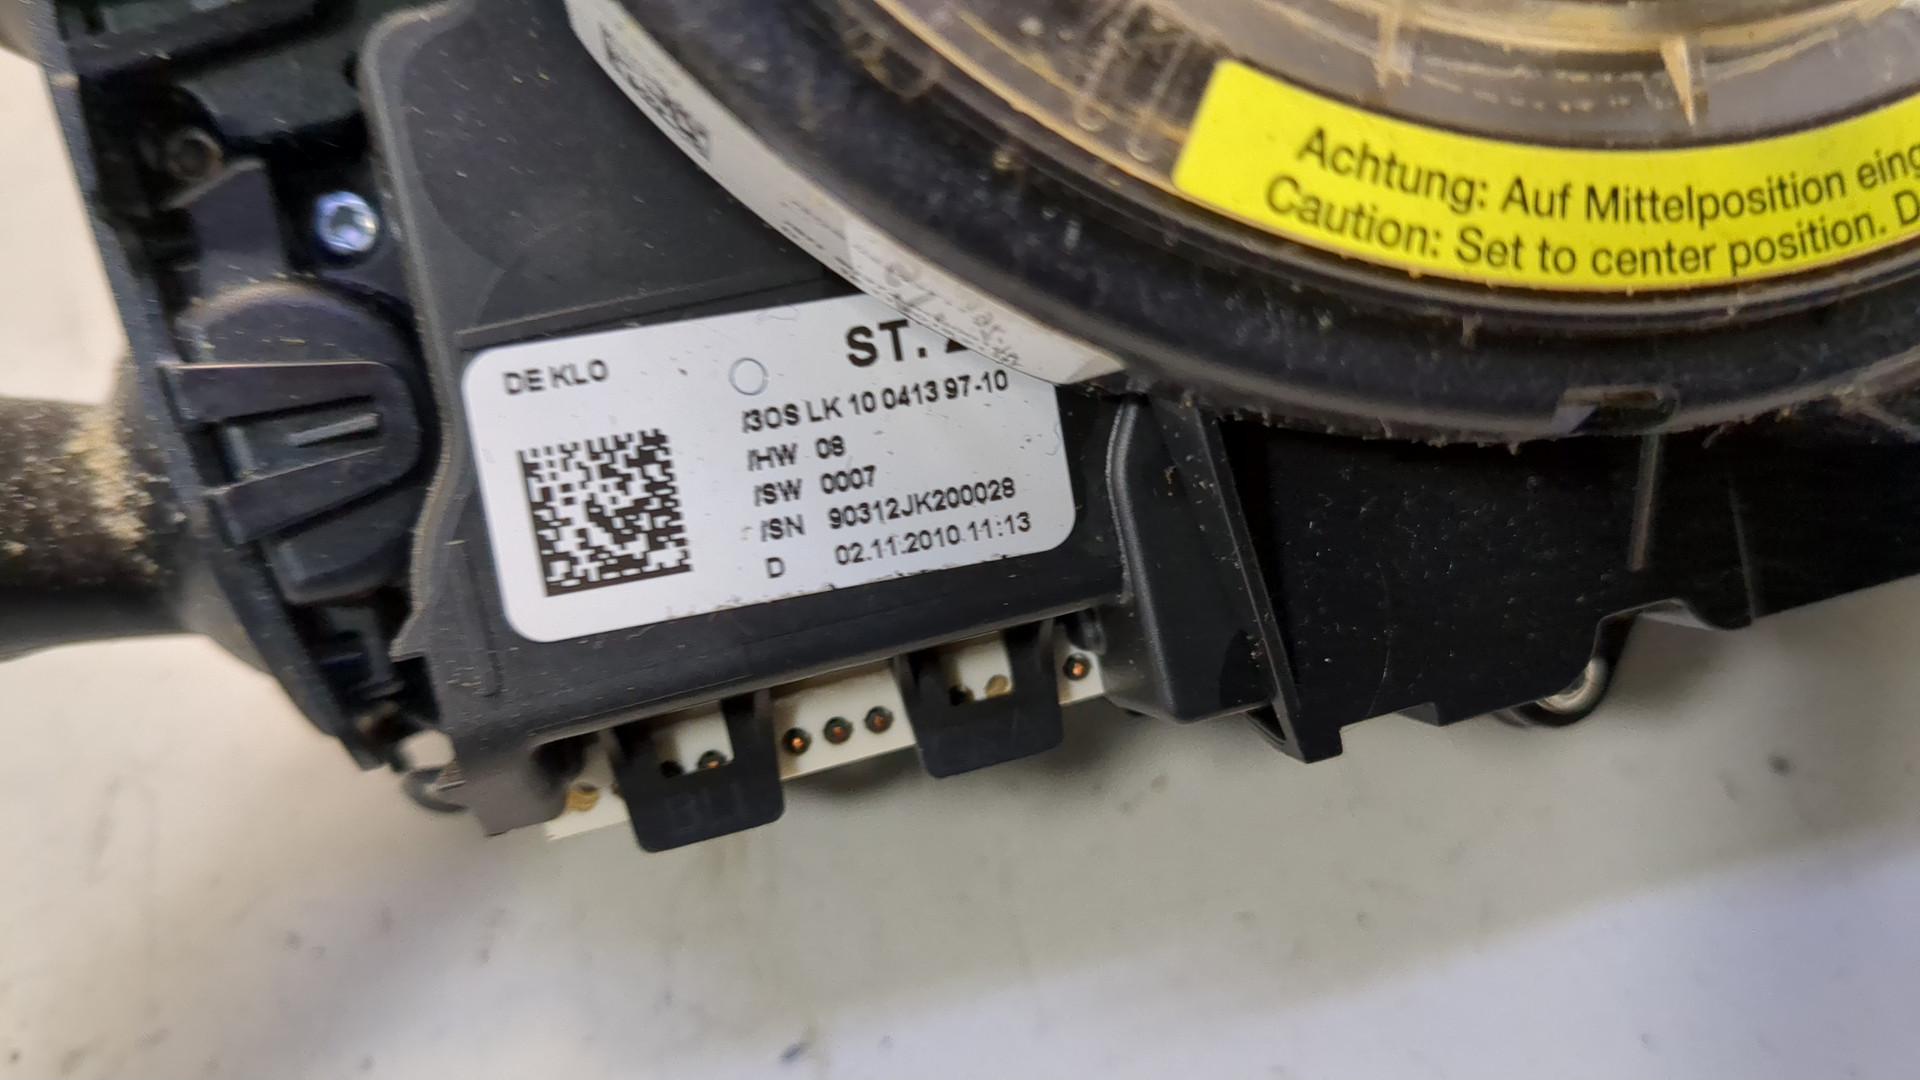 Achtung: Auf Mittelposition eing
Caution: Set to center position. D
DE KLO
ST.
/3OS LK 10 0413 97-10
/HW 08
/SW 0007
/SN 90312JK200028
D 02.11.2010 11:13